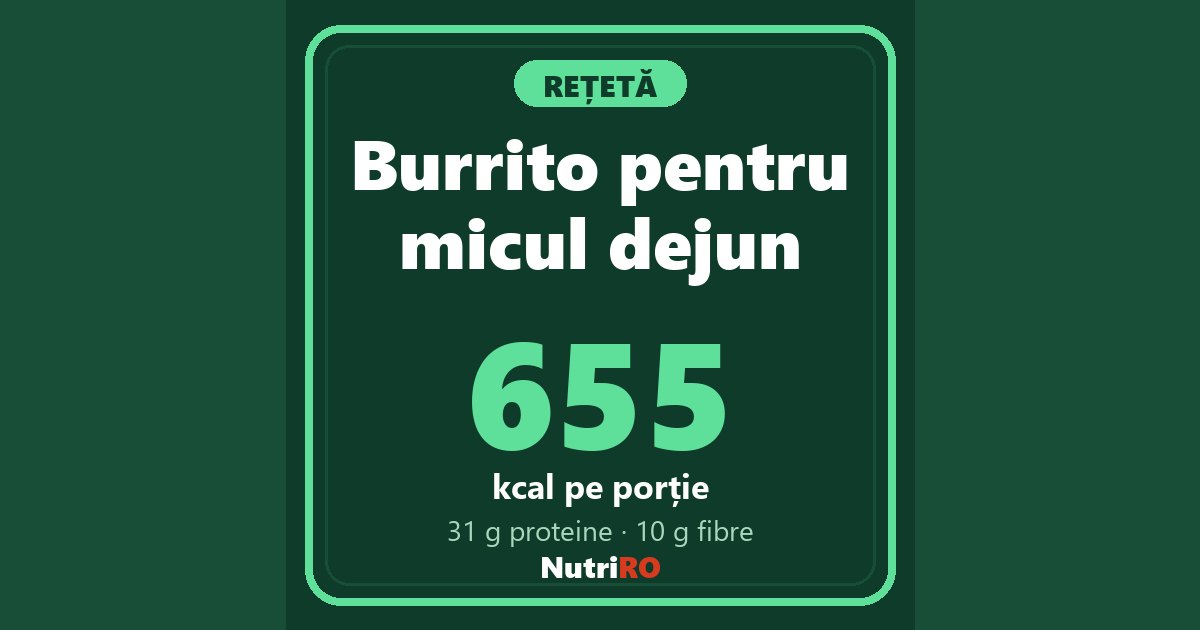 REȚETĂ
Burrito pentru
micul dejun
655
kcal pe porție
31 g proteine · 10 g fibre
NutriRO